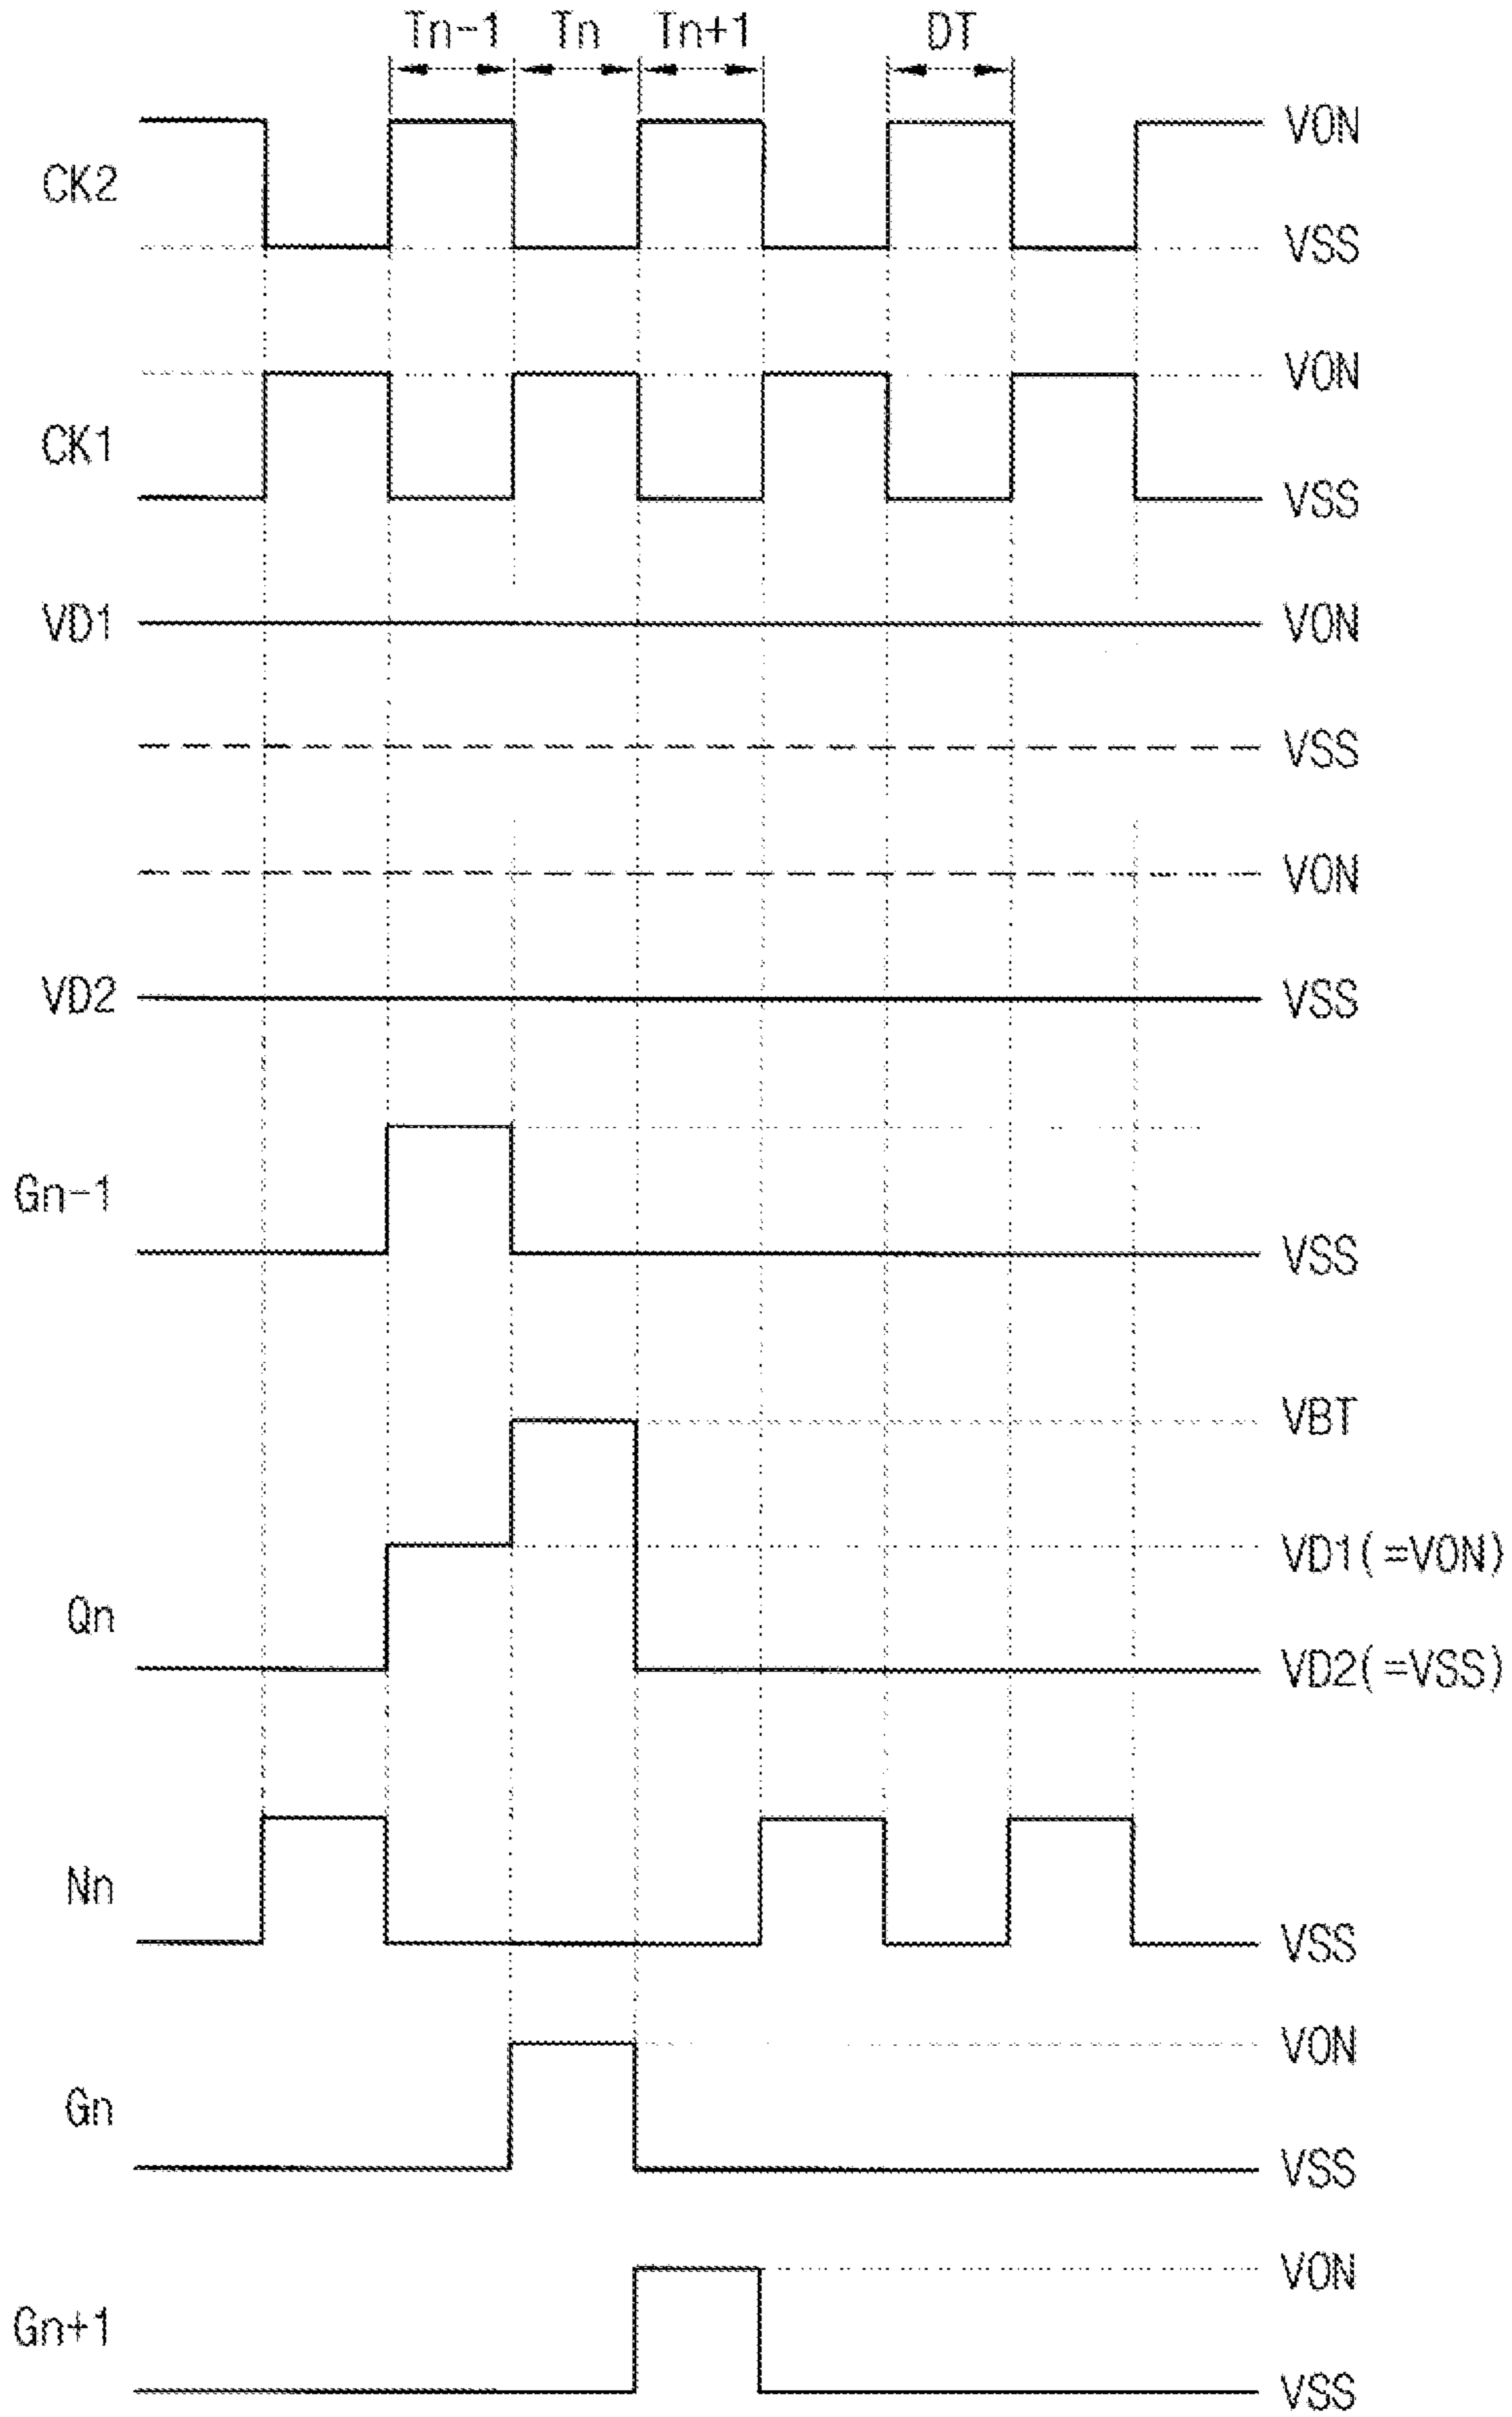 Tn-1 Tn Tn+1 DT
VON
CK2
VSS
VON
CK1
VSS
VD1 VON
VSS
VON
VD2 VSS
Gn-1
VSS
VBT
VD1(=VON)
Qn
VD2(=VSS)
Nn
VSS
VON
Gn
VSS
VON
Gn+1
VSS